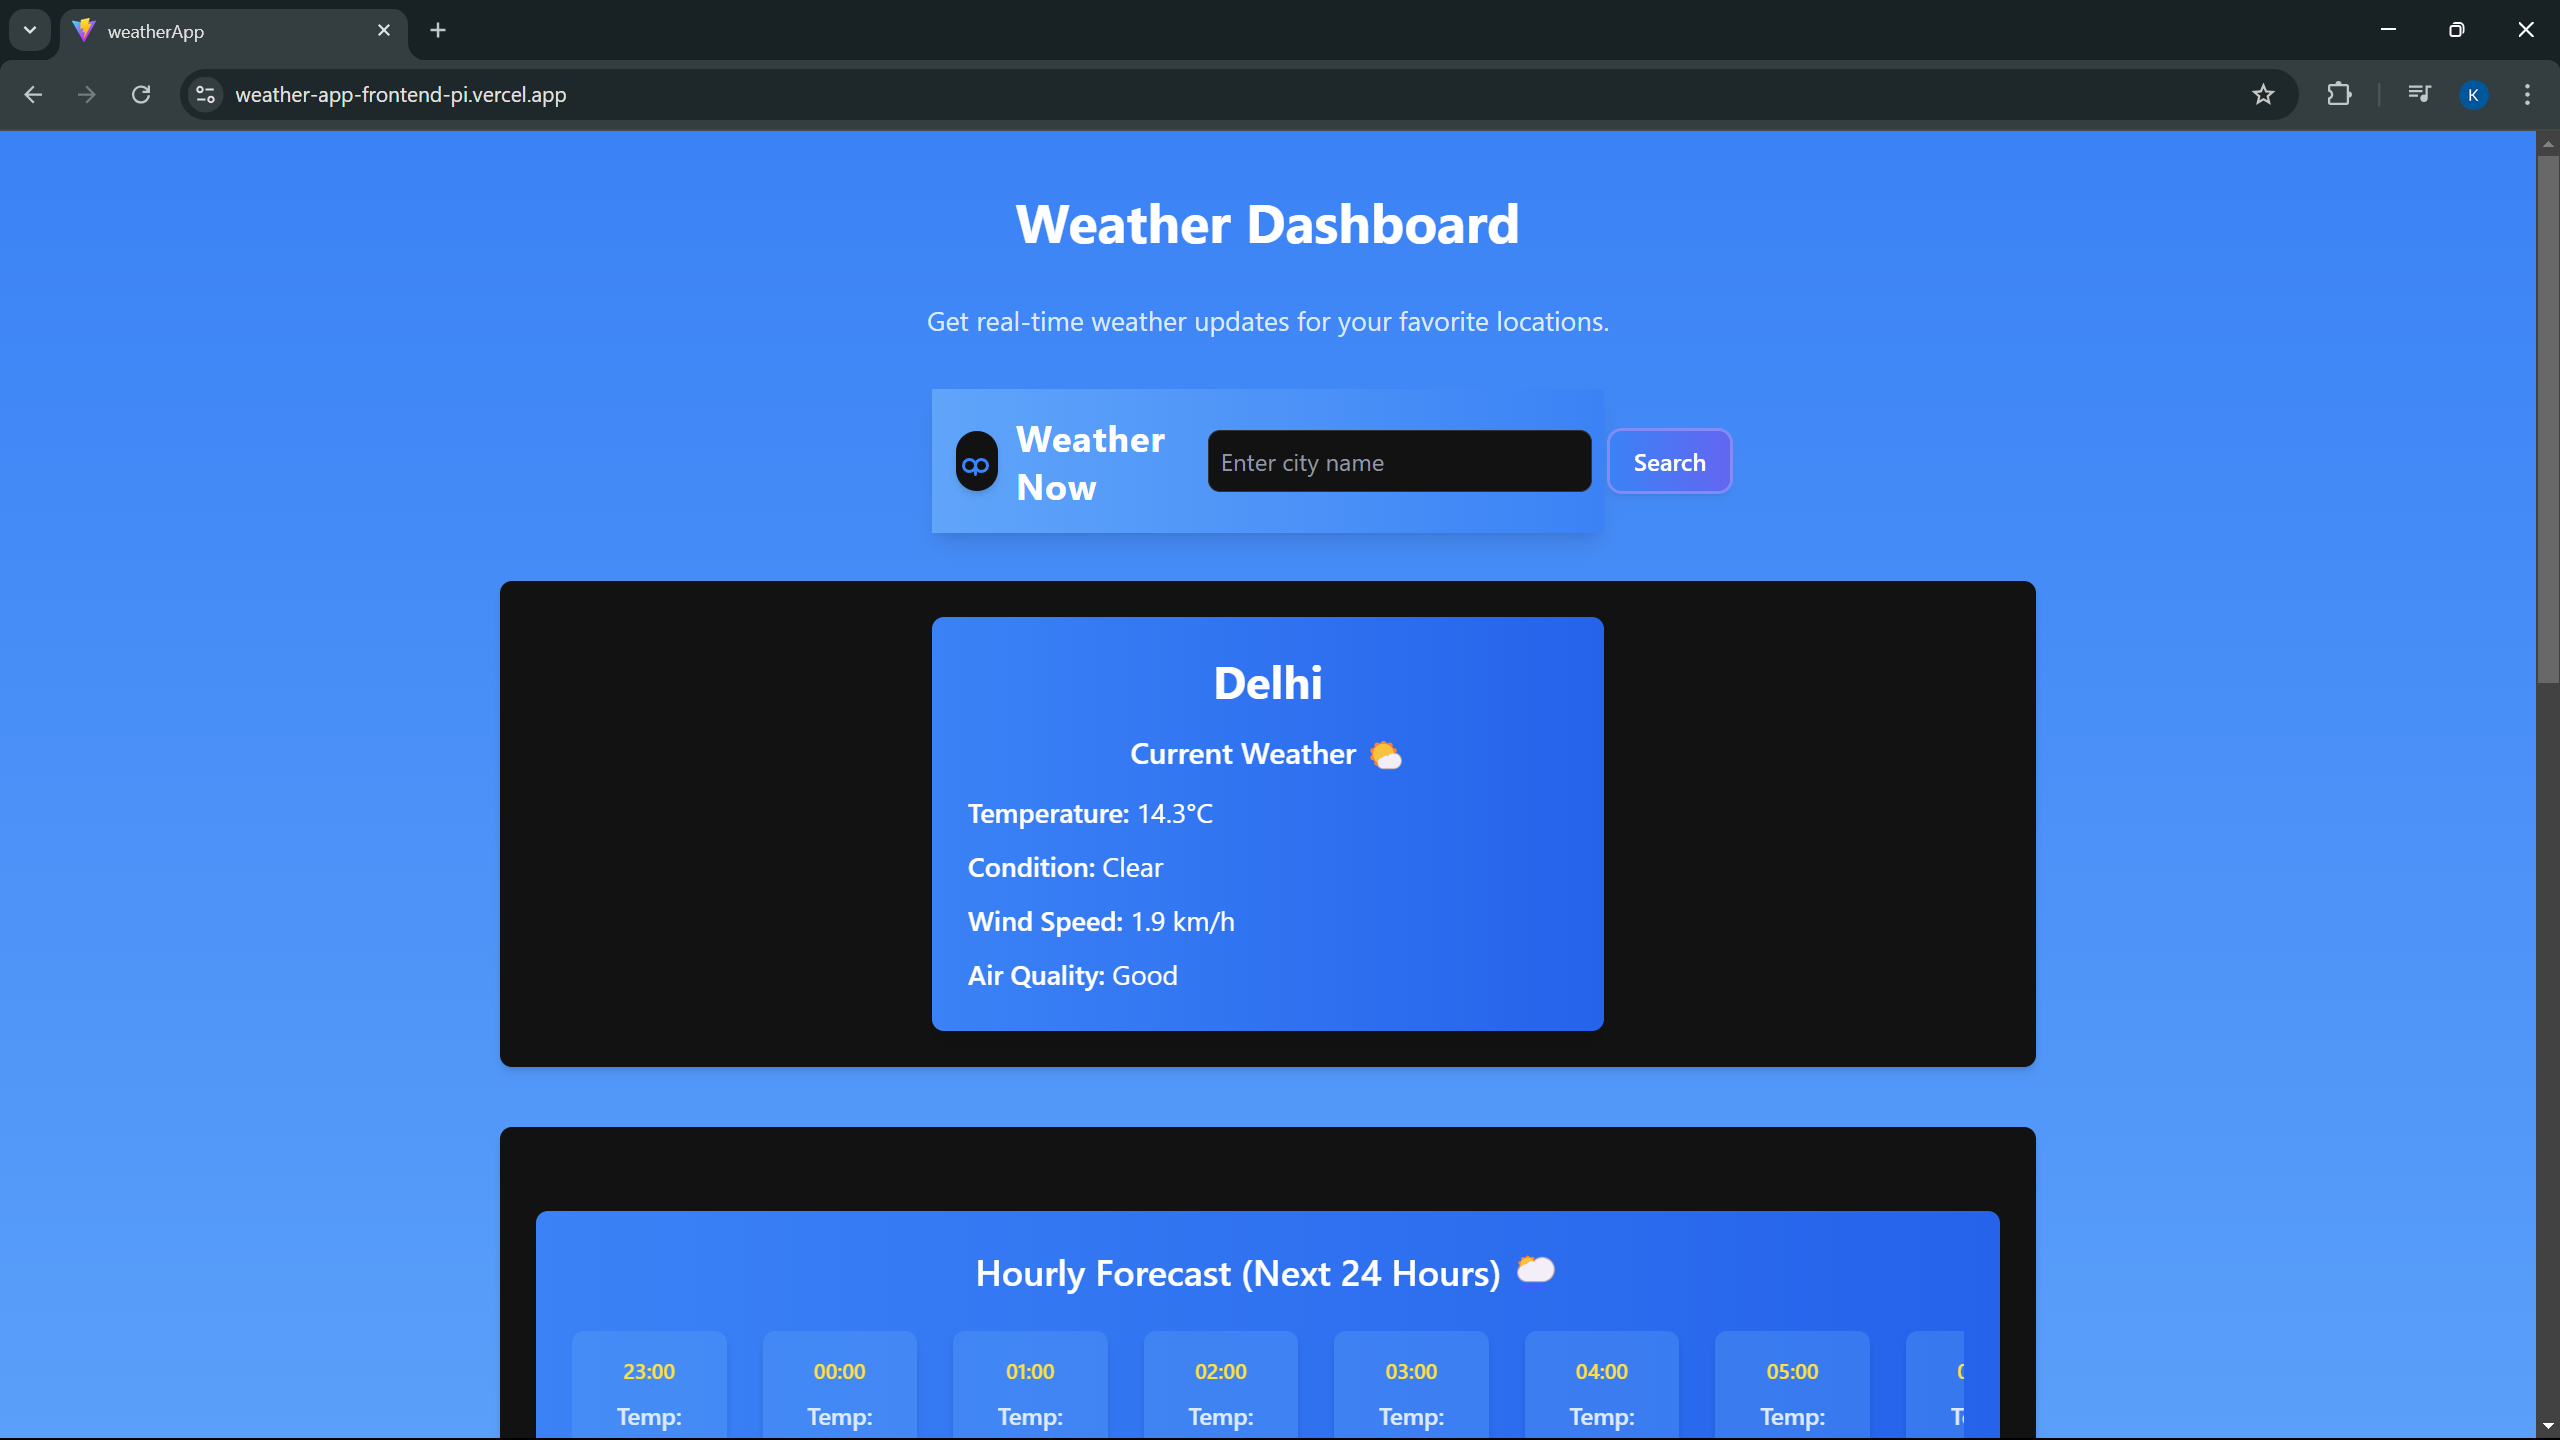 weatherApp
weather-app-frontend-pi.vercel.app
K
Weather Dashboard
Get real-time weather updates for your favorite locations.
Weather
Now
Enter city name
Search
Delhi
Current Weather
Temperature: 14.3°C
Condition: Clear
Wind Speed: 1.9 km/h
Air Quality: Good
Hourly Forecast (Next 24 Hours)
23:00 00:00 01:00 02:00 03:00 04:00 05:00
Temp: Temp: Temp: Temp: Temp: Temp: Temp: